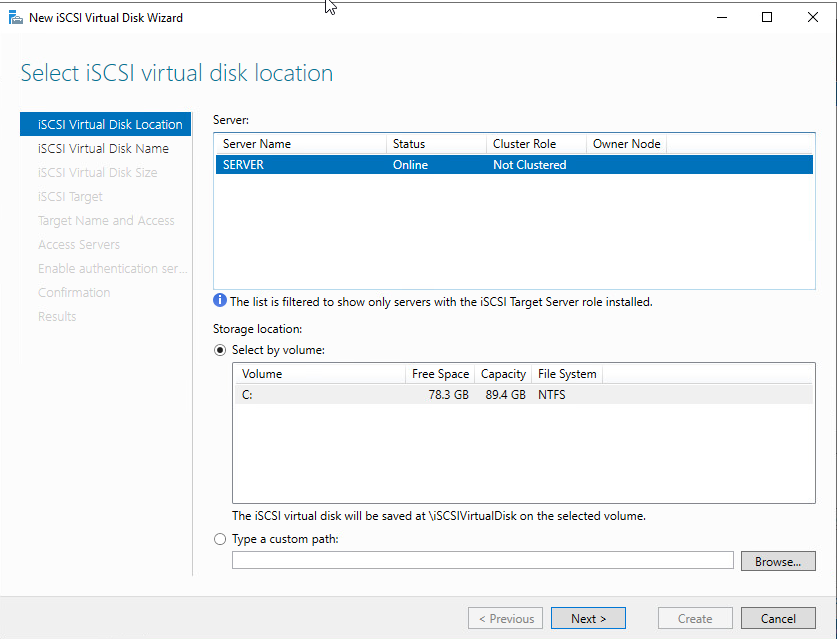 New iSCSI Virtual Disk Wizard
Select iSCSI virtual disk location
iSCSI Virtual Disk Location
iSCSI Virtual Disk Name
iSCSI Virtual Disk Size
iSCSI Target
Target Name and Access
Access Servers
Enable authentication ser...
Confirmation
Results
Server:
Server Name Status Cluster Role Owner Node
SERVER Online Not Clustered
The list is filtered to show only servers with the iSCSI Target Server role installed.
Storage location:
Select by volume:
Volume Free Space Capacity File System
C: 78.3 GB 89.4 GB NTFS
The iSCSI virtual disk will be saved at \iSCSIVirtualDisk on the selected volume.
Type a custom path:
Browse...
< Previous Next > Create Cancel